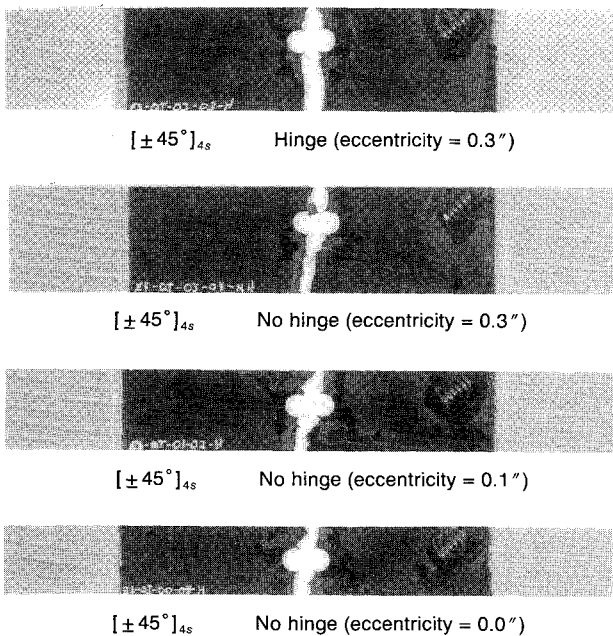 [±45°]4s Hinge (eccentricity = 0.3″)
[±45°]4s No hinge (eccentricity = 0.3″)
[±45°]4s No hinge (eccentricity = 0.1″)
[±45°]4s No hinge (eccentricity = 0.0″)